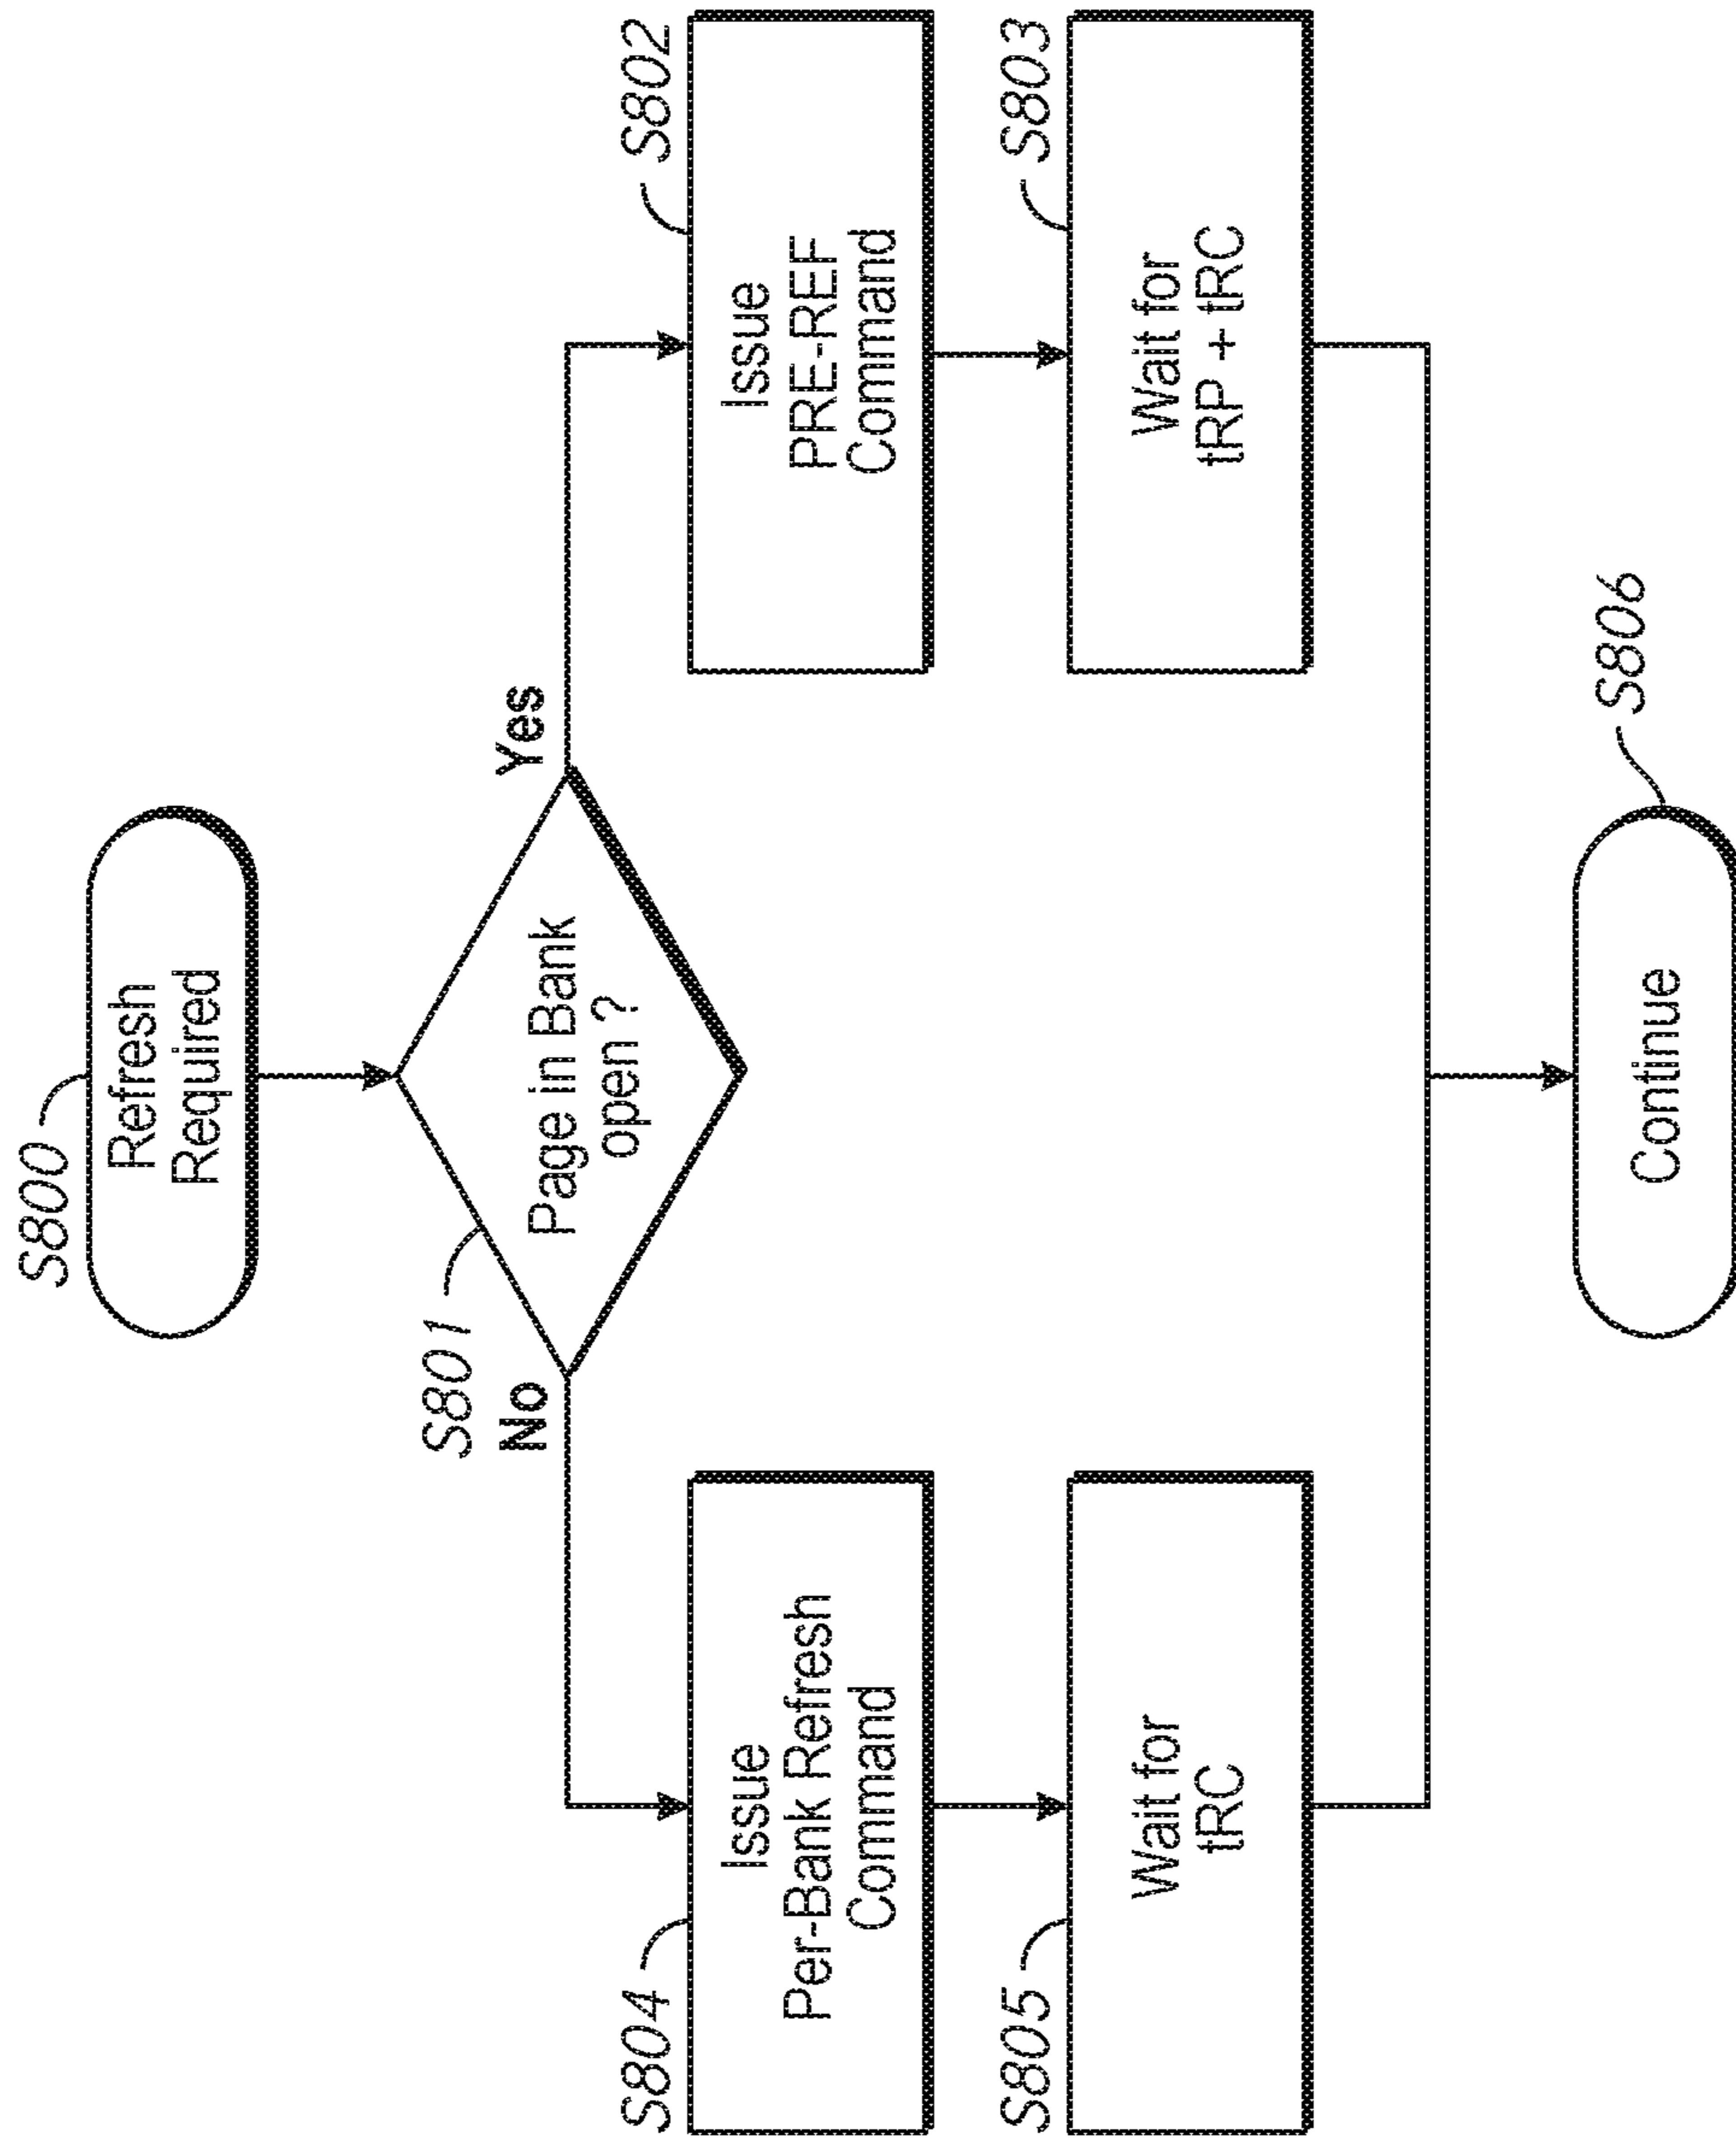 S800
Refresh
Required
S801
Page in Bank
open ?
No
Yes
S804
Issue
Per-Bank Refresh
Command
S802
Issue
PRE-REF
Command
S805
Wait for
tRC
S803
Wait for
tRP + tRC
S806
Continue